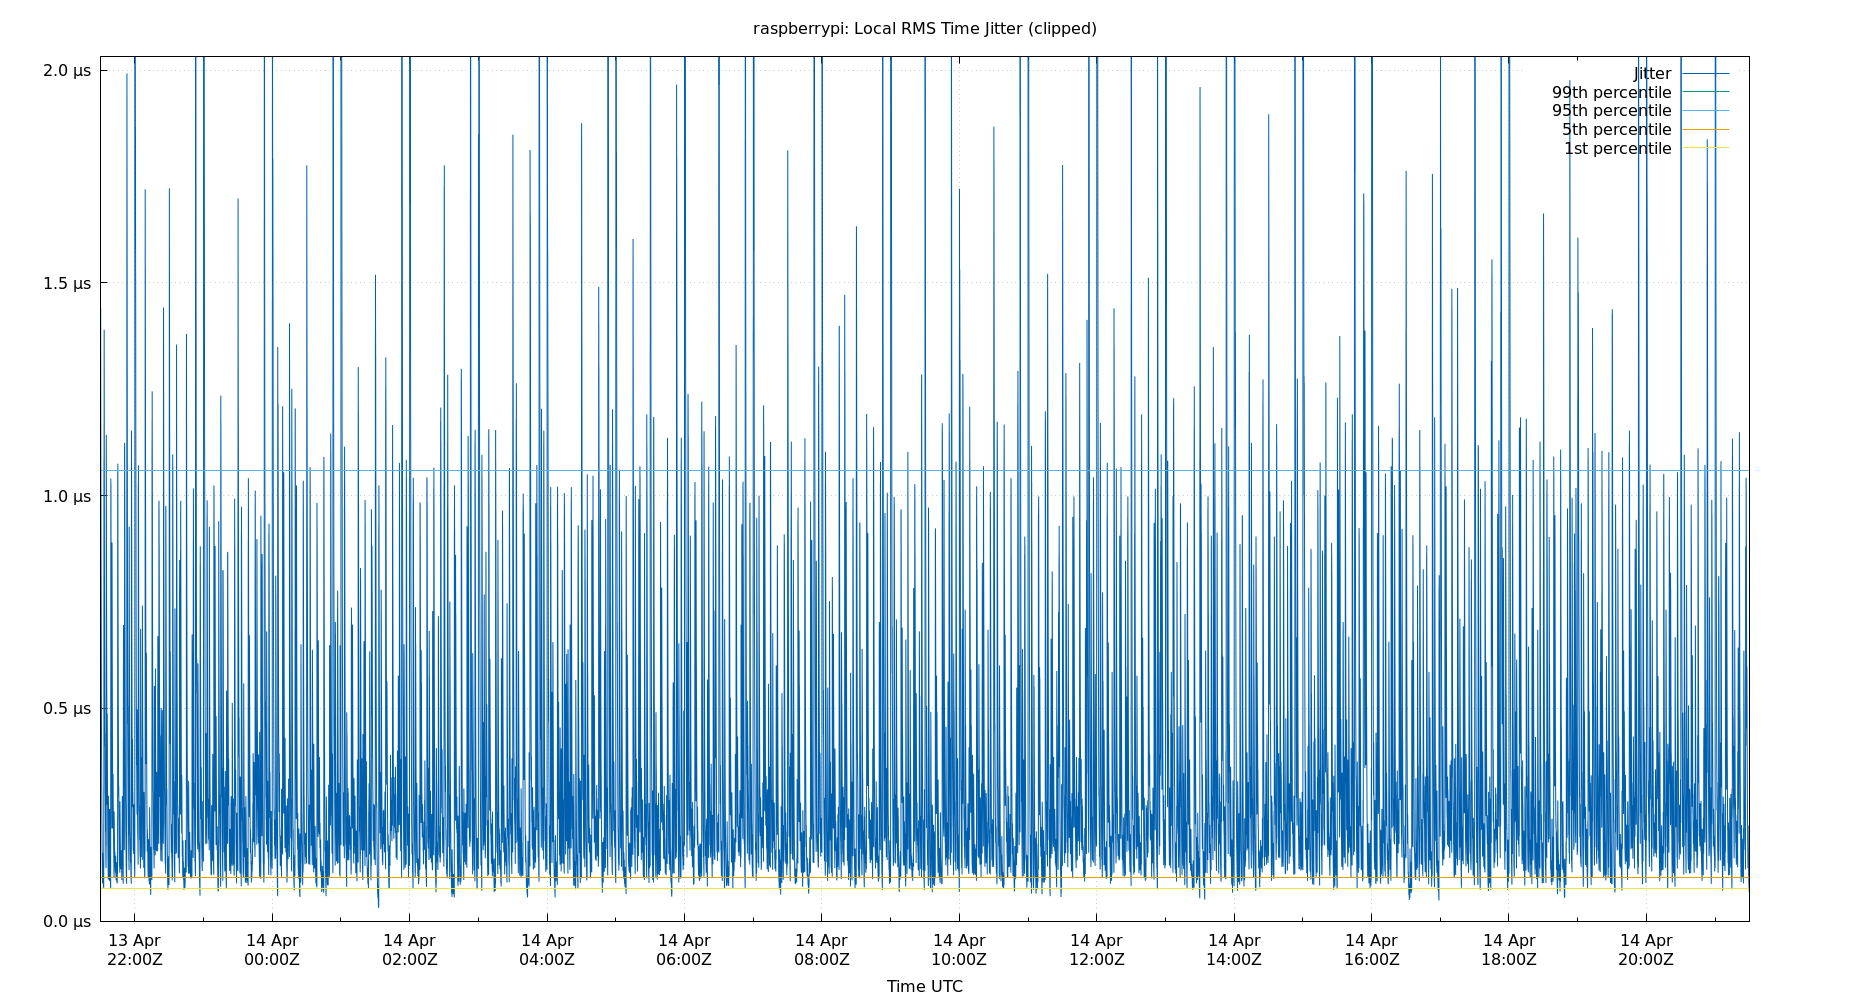 raspberrypi: Local RMS Time Jitter (clipped)
2.0 µs
1.5 µs
1.0 µs
0.5 µs
0.0 µs
Jitter
99th percentile
95th percentile
5th percentile
1st percentile
13 Apr 14 Apr 14 Apr 14 Apr 14 Apr 14 Apr 14 Apr 14 Apr 14 Apr 14 Apr 14 Apr 14 Apr
22:00Z 00:00Z 02:00Z 04:00Z 06:00Z 08:00Z 10:00Z 12:00Z 14:00Z 16:00Z 18:00Z 20:00Z
Time UTC